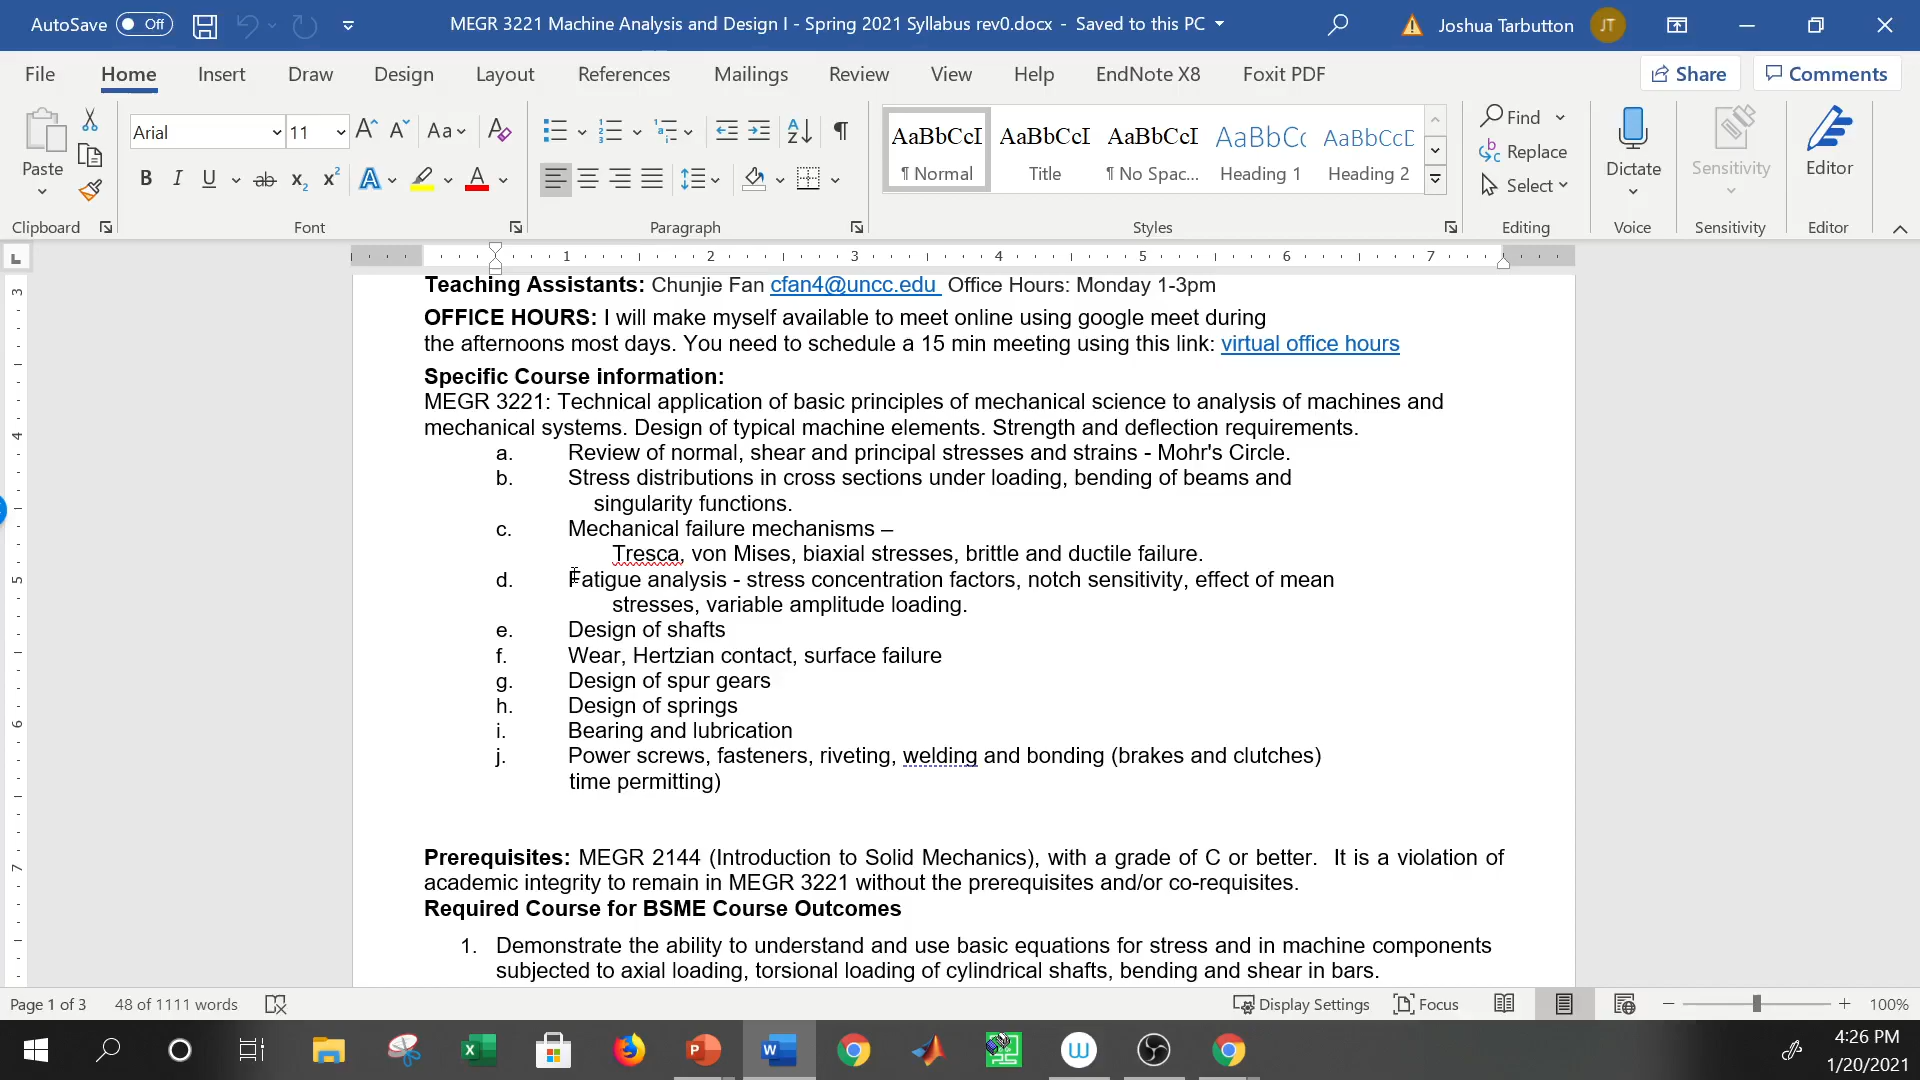 AutoSave Off MEGR 3221 Machine Analysis and Design I - Spring 2021 Syllabus rev0.docx - Saved to this PC Joshua Tarbutton JT
File Home Insert Draw Design Layout References Mailings Review View Help EndNote X8 Foxit PDF Share Comments
Paste
Arial 11
AaBbCcI AaBbCcI AaBbCcI AaBbCc AaBbCcD
¶ Normal Title ¶ No Spac... Heading 1 Heading 2
Find
Replace
Select
Dictate Sensitivity Editor
Clipboard Font Paragraph Styles Editing Voice Sensitivity Editor
1 2 3 4 5 6 7
3
4
5
6
7
Teaching Assistants: Chunjie Fan cfan4@uncc.edu Office Hours: Monday 1-3pm
OFFICE HOURS: I will make myself available to meet online using google meet during
the afternoons most days. You need to schedule a 15 min meeting using this link: virtual office hours
Specific Course information:
MEGR 3221: Technical application of basic principles of mechanical science to analysis of machines and
mechanical systems. Design of typical machine elements. Strength and deflection requirements.
a. Review of normal, shear and principal stresses and strains - Mohr's Circle.
b. Stress distributions in cross sections under loading, bending of beams and
singularity functions.
c. Mechanical failure mechanisms –
Tresca, von Mises, biaxial stresses, brittle and ductile failure.
d. Fatigue analysis - stress concentration factors, notch sensitivity, effect of mean
stresses, variable amplitude loading.
e. Design of shafts
f. Wear, Hertzian contact, surface failure
g. Design of spur gears
h. Design of springs
i. Bearing and lubrication
j. Power screws, fasteners, riveting, welding and bonding (brakes and clutches)
time permitting)
Prerequisites: MEGR 2144 (Introduction to Solid Mechanics), with a grade of C or better. It is a violation of
academic integrity to remain in MEGR 3221 without the prerequisites and/or co-requisites.
Required Course for BSME Course Outcomes
1. Demonstrate the ability to understand and use basic equations for stress and in machine components
subjected to axial loading, torsional loading of cylindrical shafts, bending and shear in bars.
Page 1 of 3 48 of 1111 words Display Settings Focus 100%
4:26 PM
1/20/2021